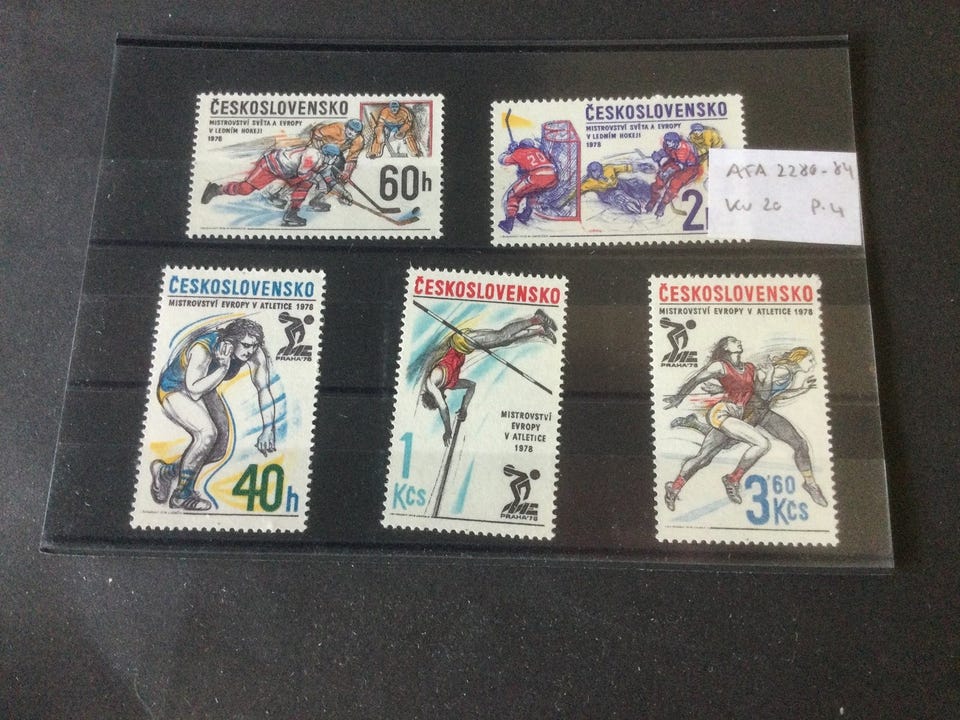 ČESKOSLOVENSKO
MISTROVSTVÍ SVĚTA A EVROPY
V LEDNÍM HOKEJI
1978
60h
ČESKOSLOVENSKO
MISTROVSTVÍ SVĚTA A EVROPY
V LEDNÍM HOKEJI
1978
20
2
AFA 2280-84
KV 20 P. 4
ČESKOSLOVENSKO
MISTROVSTVÍ EVROPY V ATLETICE 1978
PRAHA'78
40h
ČESKOSLOVENSKO
1
Kčs
MISTROVSTVÍ
EVROPY
V ATLETICE
1978
PRAHA'78
ČESKOSLOVENSKO
MISTROVSTVÍ EVROPY V ATLETICE 1978
PRAHA'78
3'60
Kčs